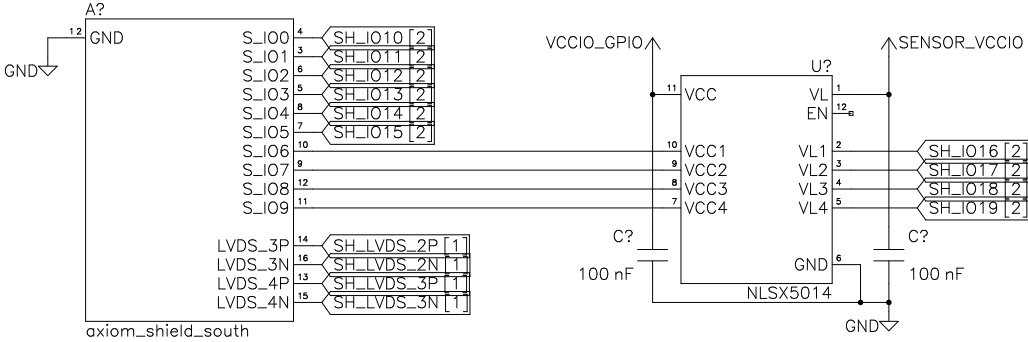 A?
12 GND
GND
S_IO0 4 SH_IO10 [2]
S_IO1 3 SH_IO11 [2]
S_IO2 6 SH_IO12 [2]
S_IO3 5 SH_IO13 [2]
S_IO4 8 SH_IO14 [2]
S_IO5 7 SH_IO15 [2]
S_IO6 10
S_IO7 9
S_IO8 12
S_IO9 11
LVDS_3P 14 SH_LVDS_2P [1]
LVDS_3N 16 SH_LVDS_2N [1]
LVDS_4P 13 SH_LVDS_3P [1]
LVDS_4N 15 SH_LVDS_3N [1]
axiom_shield_south
VCCIO_GPIO
SENSOR_VCCIO
U?
11 VCC VL 1
EN 12
10 VCC1 VL1 2 SH_IO16 [2]
9 VCC2 VL2 3 SH_IO17 [2]
8 VCC3 VL3 4 SH_IO18 [2]
7 VCC4 VL4 5 SH_IO19 [2]
C?
100 nF
GND 6
C?
100 nF
NLSX5014
GND